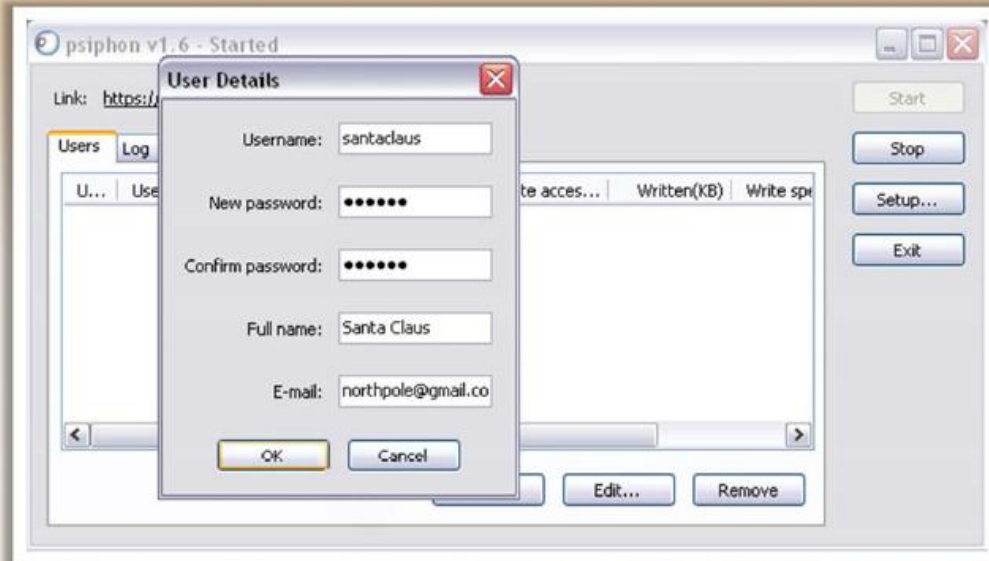 psiphon v1.6 - Started
User Details
Link: https:/
Start
Users Log
Username: santaclaus
Stop
U... Use te acces... Written(KB) Write spe
New password: ●●●●●●
Setup...
Confirm password: ●●●●●●
Exit
Full name: Santa Claus
E-mail: northpole@gmail.co
OK Cancel
Edit... Remove